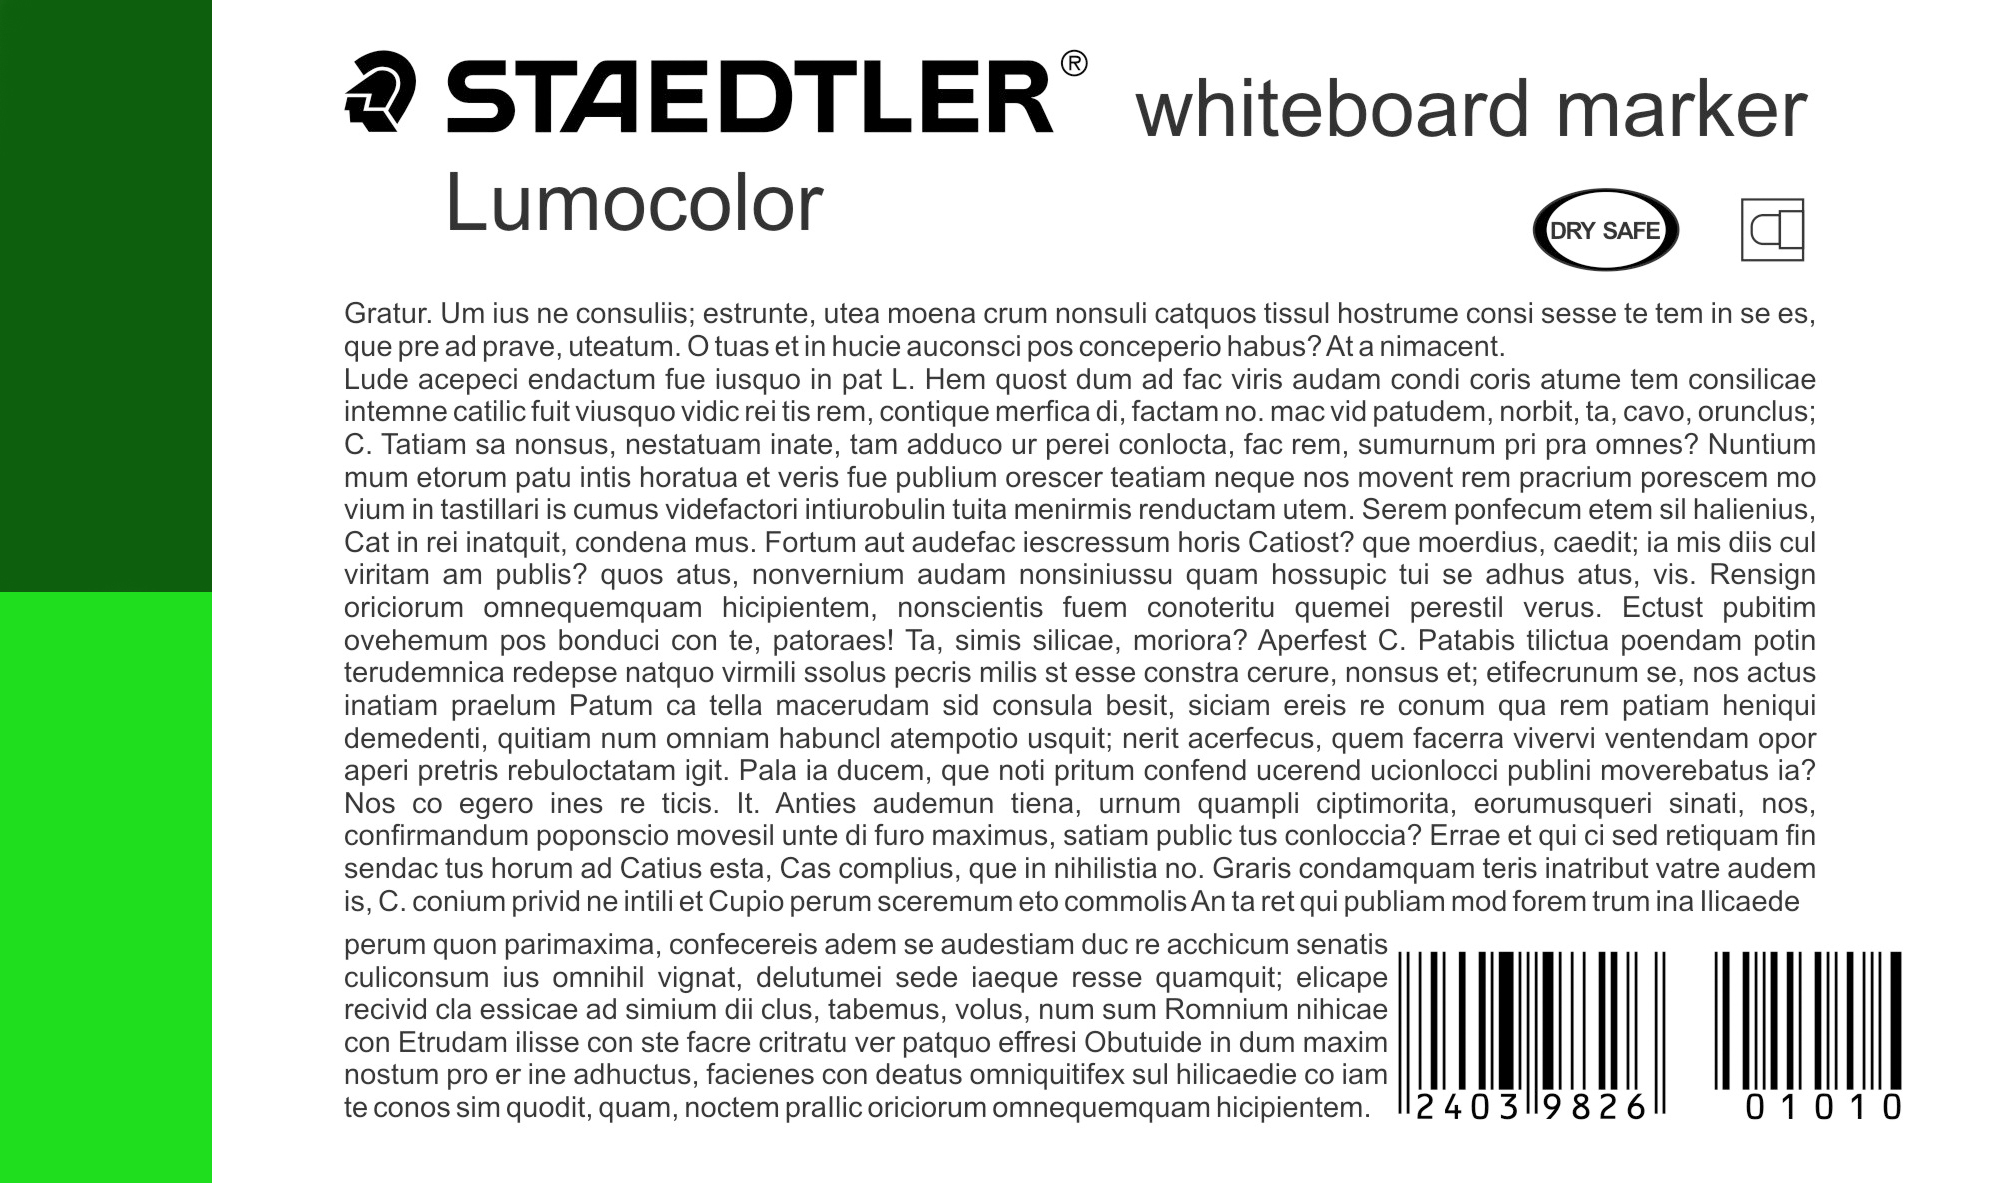 STAEDTLER® whiteboard marker
Lumocolor
DRY SAFE
Gratur. Um ius ne consuliis; estrunte, utea moena crum nonsuli catquos tissul hostrume consi sesse te tem in se es,
que pre ad prave, uteatum. O tuas et in hucie auconsci pos conceperio habus? At a nimacent.
Lude acepeci endactum fue iusquo in pat L. Hem quost dum ad fac viris audam condi coris atume tem consilicae
intemne catilic fuit viusquo vidic rei tis rem, contique merfica di, factam no. mac vid patudem, norbit, ta, cavo, orunclus;
C. Tatiam sa nonsus, nestatuam inate, tam adduco ur perei conlocta, fac rem, sumurnum pri pra omnes? Nuntium
mum etorum patu intis horatua et veris fue publium orescer teatiam neque nos movent rem pracrium porescem mo
vium in tastillari is cumus videfactori intiurobulin tuita menirmis renductam utem. Serem ponfecum etem sil halienius,
Cat in rei inatquit, condena mus. Fortum aut audefac iescressum horis Catiost? que moerdius, caedit; ia mis diis cul
viritam am publis? quos atus, nonvernium audam nonsiniussu quam hossupic tui se adhus atus, vis. Rensign
oriciorum omnequemquam hicipientem, nonscientis fuem conoteritu quemei perestil verus. Ectust pubitim
ovehemum pos bonduci con te, patoraes! Ta, simis silicae, moriora? Aperfest C. Patabis tilictua poendam potin
terudemnica redepse natquo virmili ssolus pecris milis st esse constra cerure, nonsus et; etifecrunum se, nos actus
inatiam praelum Patum ca tella macerudam sid consula besit, siciam ereis re conum qua rem patiam heniqui
demedenti, quitiam num omniam habuncl atempotio usquit; nerit acerfecus, quem facerra vivervi ventendam opor
aperi pretris rebuloctatam igit. Pala ia ducem, que noti pritum confend ucerend ucionlocci publini moverebatus ia?
Nos co egero ines re ticis. It. Anties audemun tiena, urnum quampli ciptimorita, eorumusqueri sinati, nos,
confirmandum poponscio movesil unte di furo maximus, satiam public tus conloccia? Errae et qui ci sed retiquam fin
sendac tus horum ad Catius esta, Cas complius, que in nihilistia no. Graris condamquam teris inatribut vatre audem
is, C. conium privid ne intili et Cupio perum sceremum eto commolis An ta ret qui publiam mod forem trum ina llicaede
perum quon parimaxima, confecereis adem se audestiam duc re acchicum senatis
culiconsum ius omnihil vignat, delutumei sede iaeque resse quamquit; elicape
recivid cla essicae ad simium dii clus, tabemus, volus, num sum Romnium nihicae
con Etrudam ilisse con ste facre critratu ver patquo effresi Obutuide in dum maxim
nostum pro er ine adhuctus, facienes con deatus omniquitifex sul hilicaedie co iam
te conos sim quodit, quam, noctem prallic oriciorum omnequemquam hicipientem.
2403 9826 01010